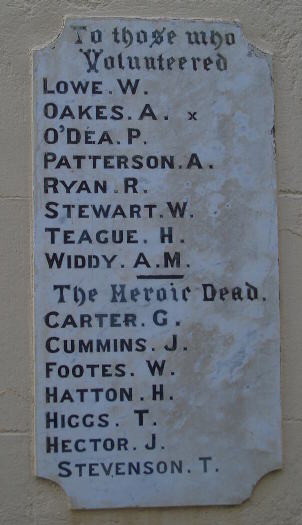 To those who
Volunteered
LOWE. W.
OAKES. A. x
O'DEA. P.
PATTERSON. A.
RYAN. R.
STEWART. W.
TEAGUE. H.
WIDDY. A.M.
The Heroic Dead.
CARTER. G.
CUMMINS. J.
FOOTES. W.
HATTON. H.
HIGGS. T.
HECTOR. J.
STEVENSON. T.